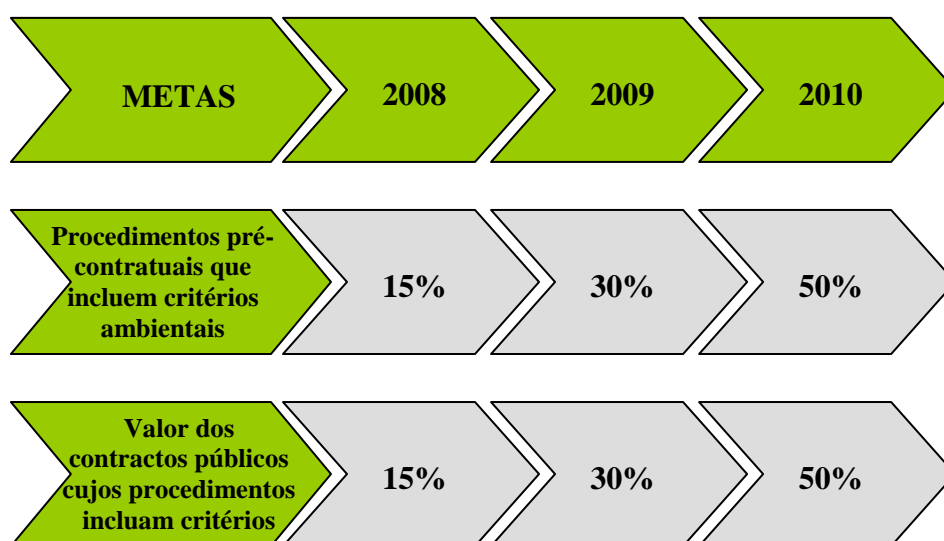 METAS 2008 2009 2010
Procedimentos pré-
contratuais que
incluem critérios
ambientais
15% 30% 50%
Valor dos
contractos públicos
cujos procedimentos
incluam critérios
15% 30% 50%